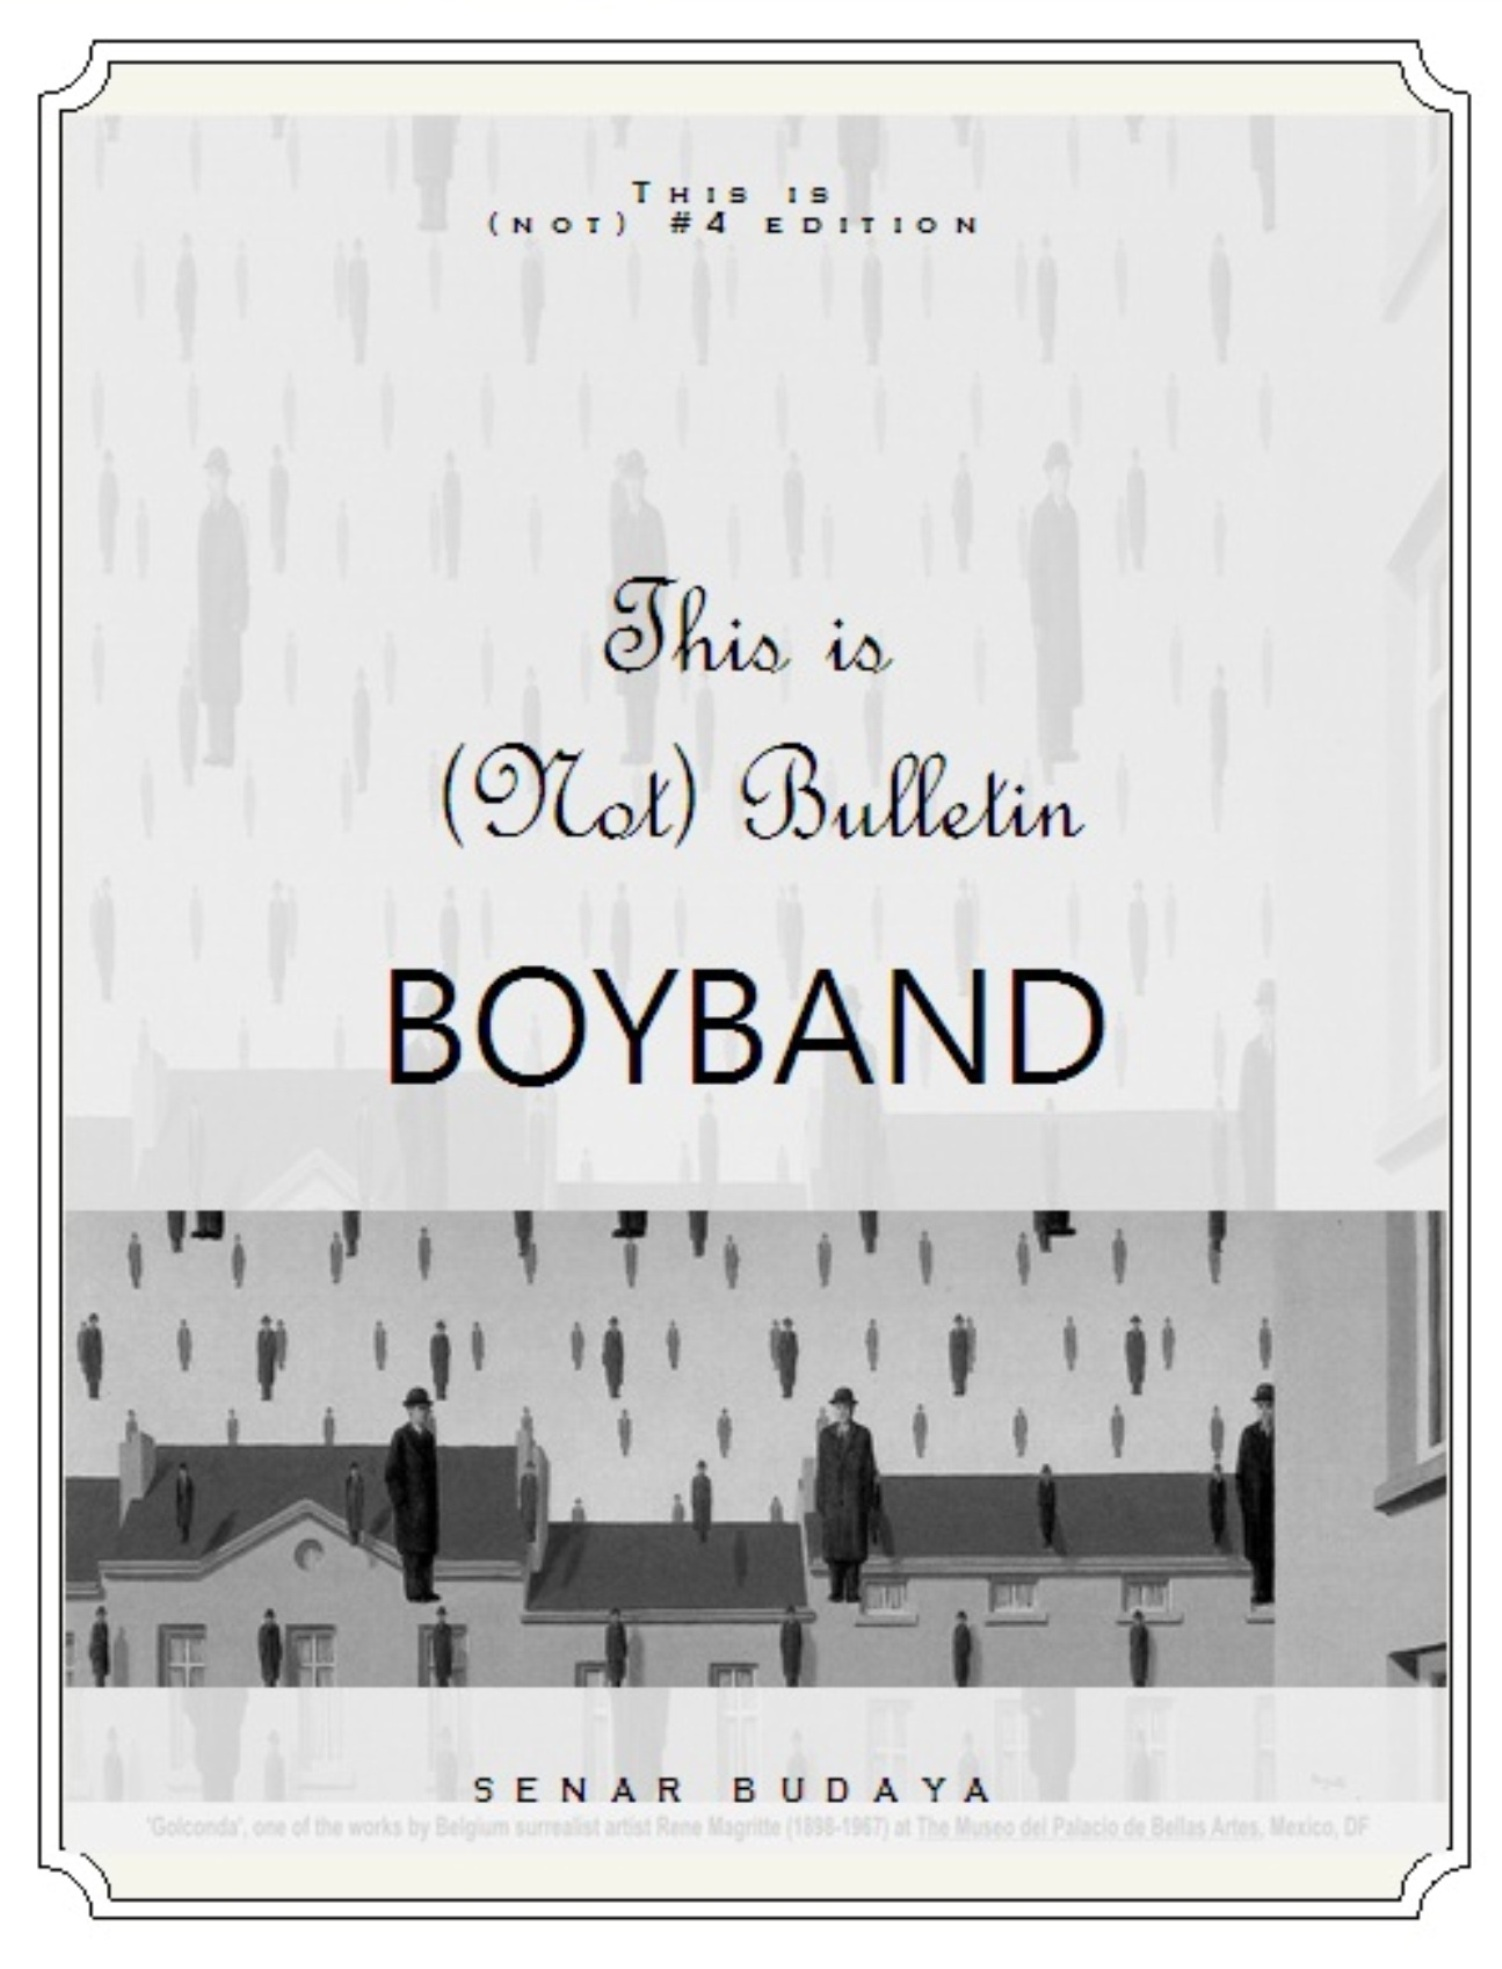 This is
(not) #4 edition
This is
(Not) Bulletin
BOYBAND
SENAR BUDAYA
'Golconda', one of the works by Belgium surrealist artist Rene Magritte (1898-1967) at The Museo del Palacio de Bellas Artes, Mexico, DF